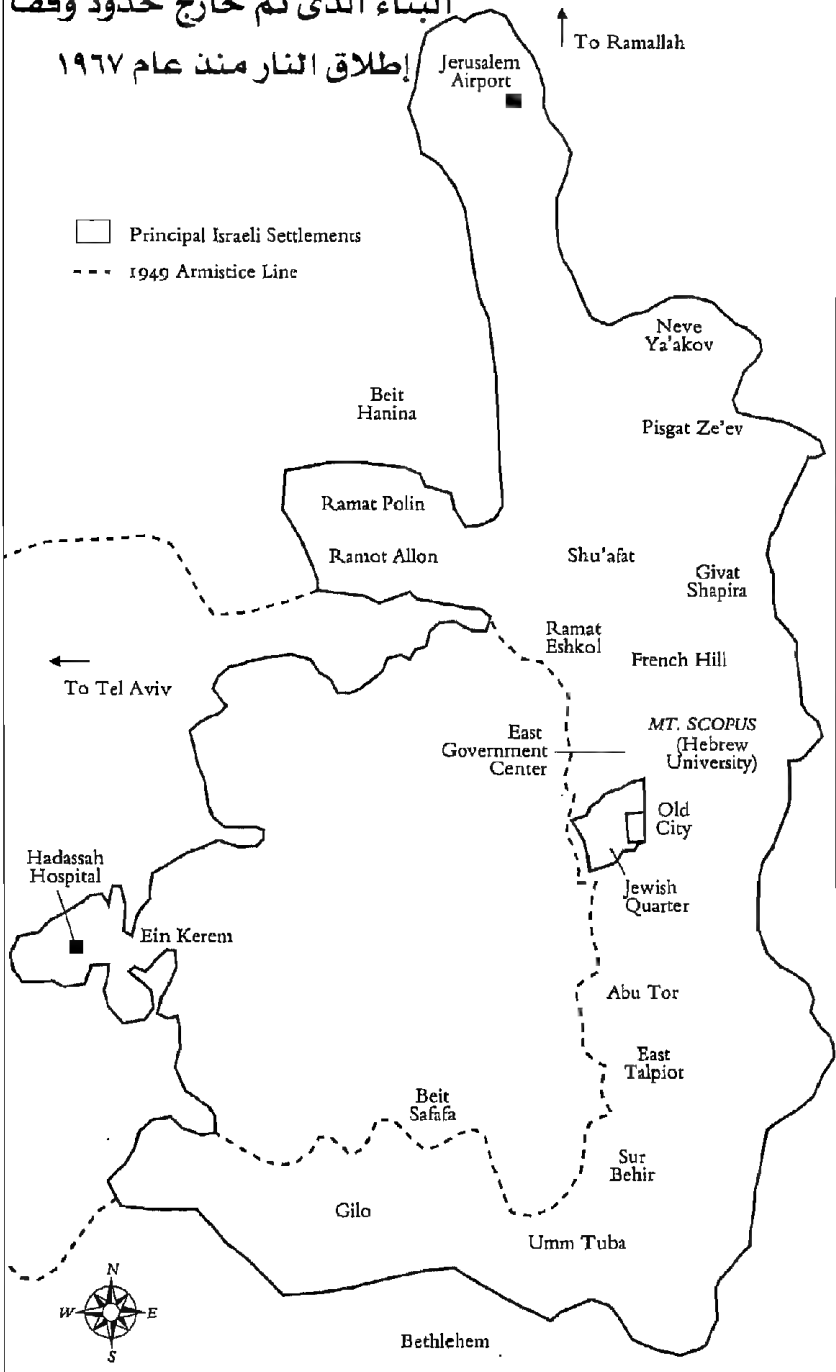 البناء الذى تم خارج حدود وقف
إطلاق النار منذ عام ١٩٦٧
To Ramallah
Jerusalem
Airport
Principal Israeli Settlements
1949 Armistice Line
Neve
Ya'akov
Beit
Hanina
Pisgat Ze'ev
Ramat Polin
Ramot Allon
Shu'afat
Givat
Shapira
Ramat
Eshkol
French Hill
To Tel Aviv
MT. SCOPUS
(Hebrew
University)
East
Government
Center
Old
City
Hadassah
Hospital
Jewish
Quarter
Ein Kerem
Abu Tor
East
Talpiot
Beit
Safafa
Sur
Behir
Gilo
Umm Tuba
N
W
E
S
Bethlehem